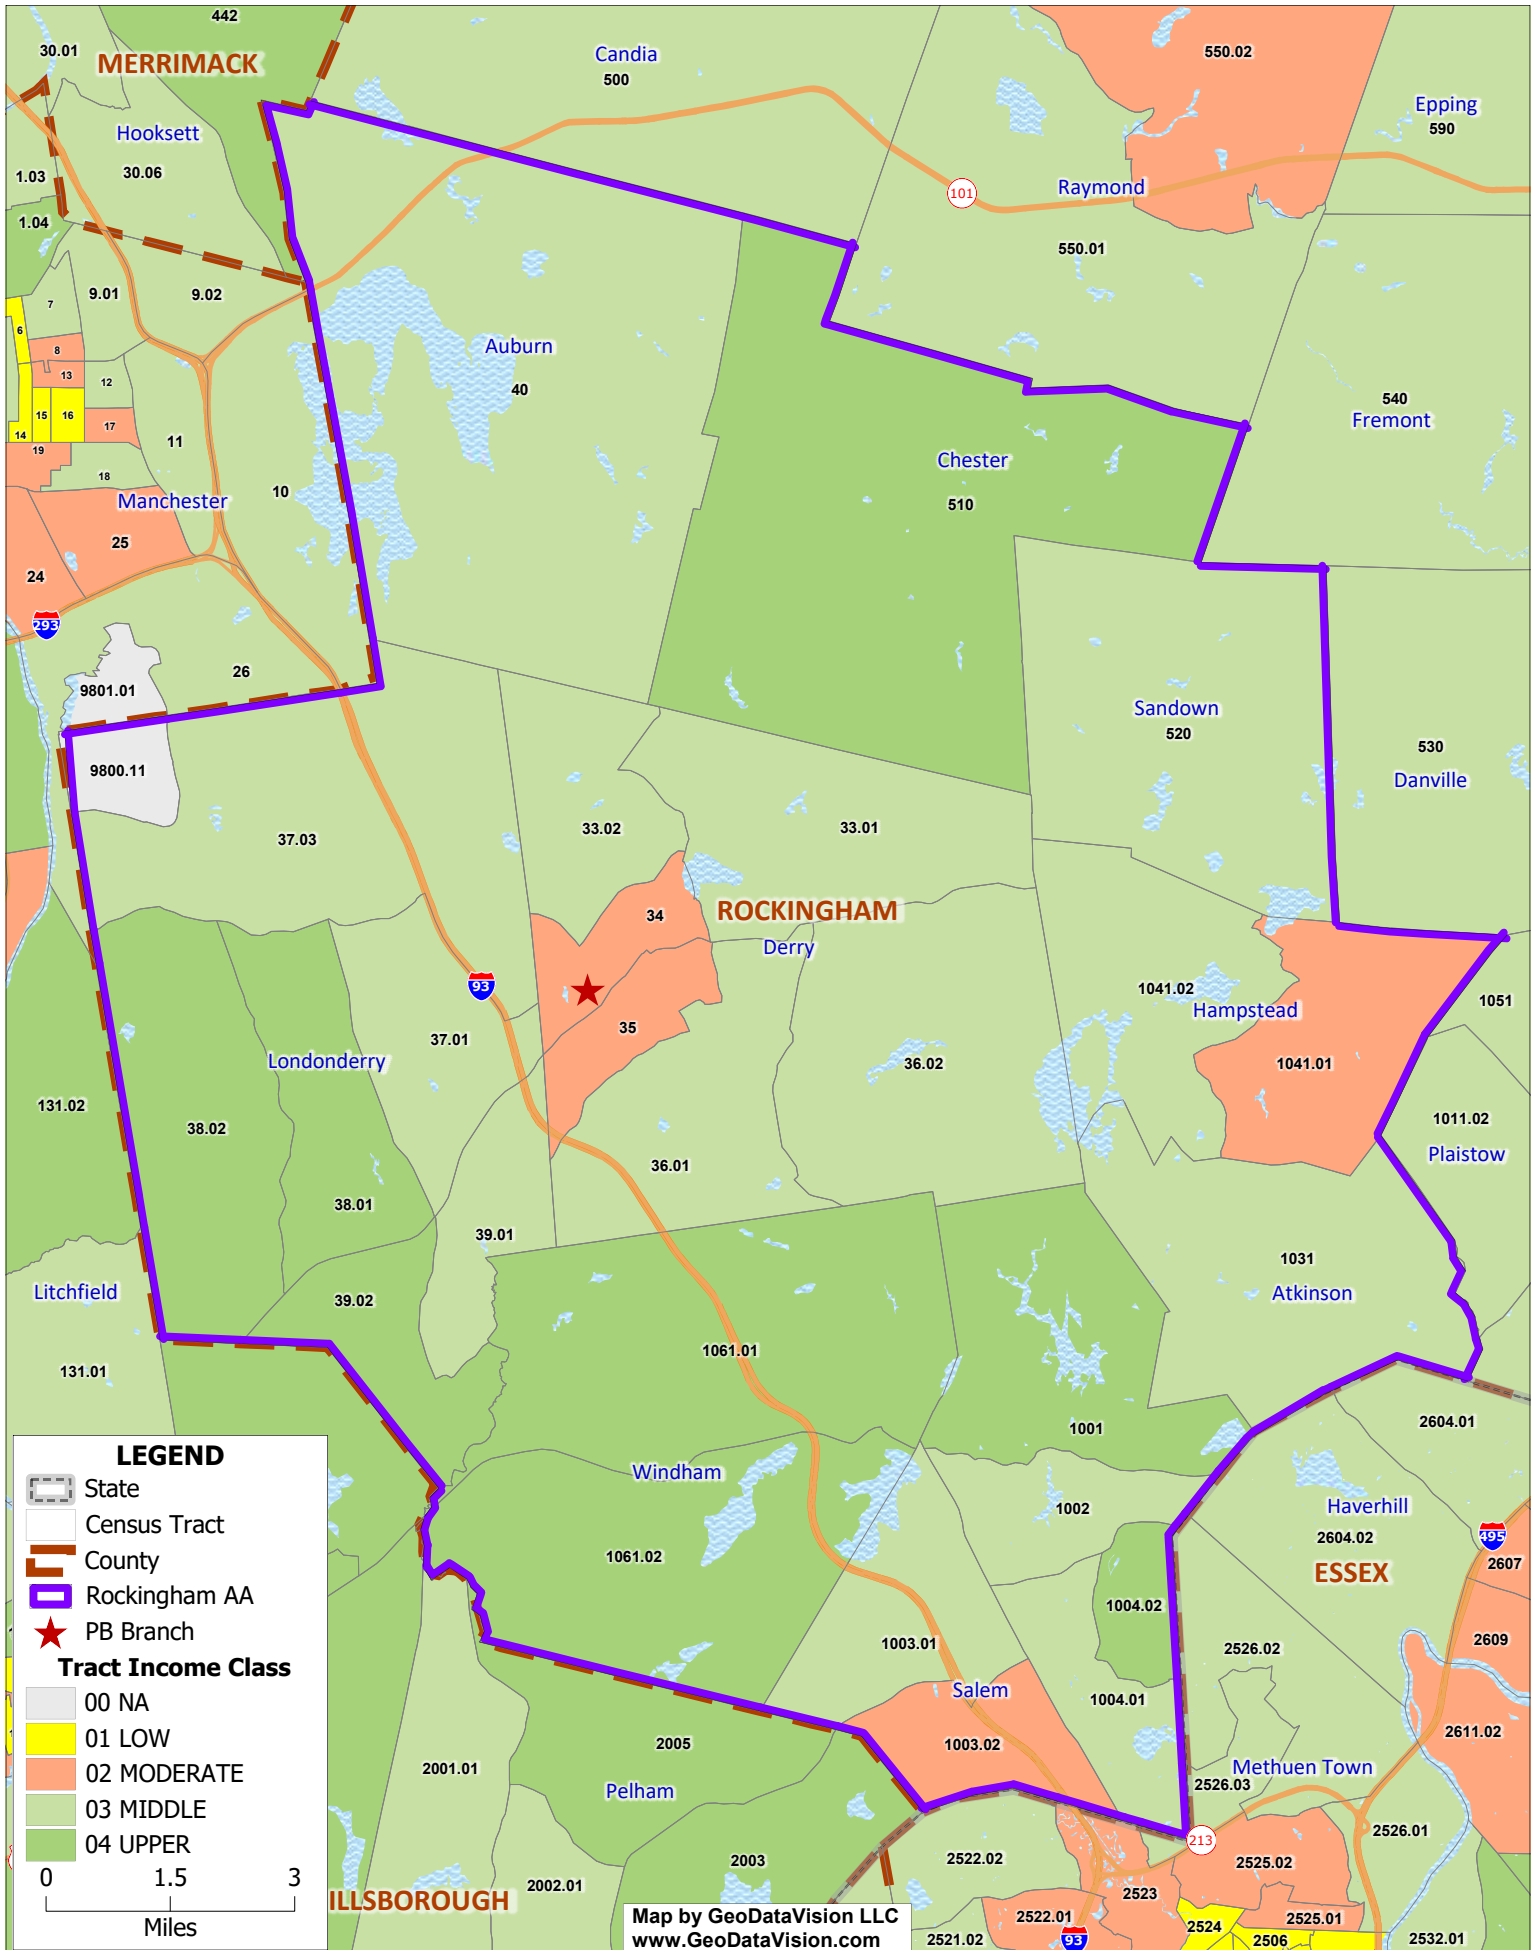 442
30.01
MERRIMACK
Candia
500
550.02
Epping
590
Hooksett
30.06
1.03
101
Raymond
1.04
550.01
9.01
9.02
7
6
8
Auburn
40
13
12
540
Fremont
15
16
14
17
19
11
18
Chester
510
Manchester
10
25
24
293
26
9801.01
Sandown
520
530
Danville
9800.11
37.03
33.02
33.01
34
ROCKINGHAM
Derry
93
1041.02
Hampstead
1051
35
37.01
Londonderry
36.02
1041.01
131.02
38.02
1011.02
Plaistow
36.01
38.01
39.01
1031
Atkinson
Litchfield
39.02
131.01
1061.01
1001
2604.01
Windham
1002
Haverhill
2604.02
495
1061.02
ESSEX
2607
1004.02
1003.01
2526.02
2609
Salem
1004.01
1003.02
2611.02
2005
2001.01
Pelham
Methuen Town
2526.03
213
2526.01
2003
2522.02
2525.02
2002.01
2523
ILLSBOROUGH
2522.01
2524
2525.01
93
2521.02
2506
2532.01
LEGEND
State
Census Tract
County
Rockingham AA
PB Branch
Tract Income Class
00 NA
01 LOW
02 MODERATE
03 MIDDLE
04 UPPER
0 1.5 3
Miles
Map by GeoDataVision LLC
www.GeoDataVision.com